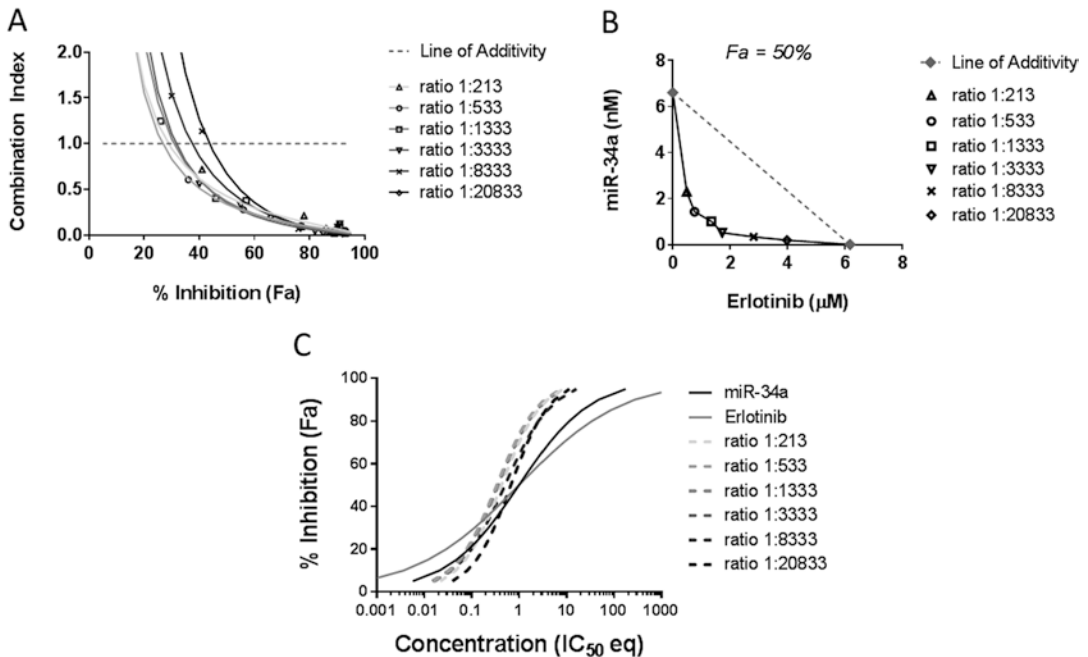 A
Combination Index
2.0
1.5
1.0
0.5
0.0
0 20 40 60 80 100
% Inhibition (Fa)
Line of Additivity
ratio 1:213
ratio 1:533
ratio 1:1333
ratio 1:3333
ratio 1:8333
ratio 1:20833
B
Fa = 50%
miR-34a (nM)
8
6
4
2
0
0 2 4 6 8
Erlotinib (μM)
Line of Additivity
ratio 1:213
ratio 1:533
ratio 1:1333
ratio 1:3333
ratio 1:8333
ratio 1:20833
C
% Inhibition (Fa)
100
80
60
40
20
0
0.001 0.01 0.1 1 10 100 1000
Concentration (IC50 eq)
miR-34a
Erlotinib
ratio 1:213
ratio 1:533
ratio 1:1333
ratio 1:3333
ratio 1:8333
ratio 1:20833